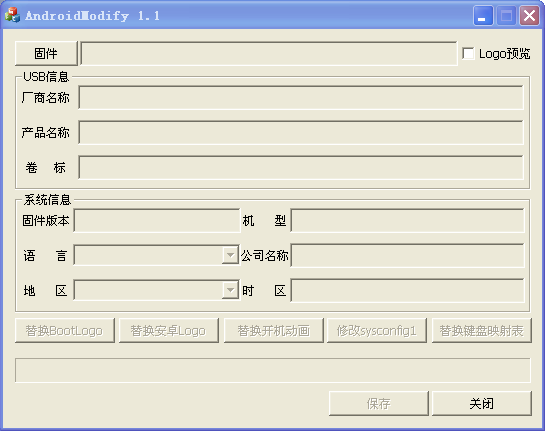 AndroidModify 1.1
固件 Logo预览
USB信息
厂商名称
产品名称
卷 标
系统信息
固件版本 机 型
语 言 公司名称
地 区 时 区
替换BootLogo 替换安卓Logo 替换开机动画 修改sysconfig1 替换键盘映射表
保存 关闭